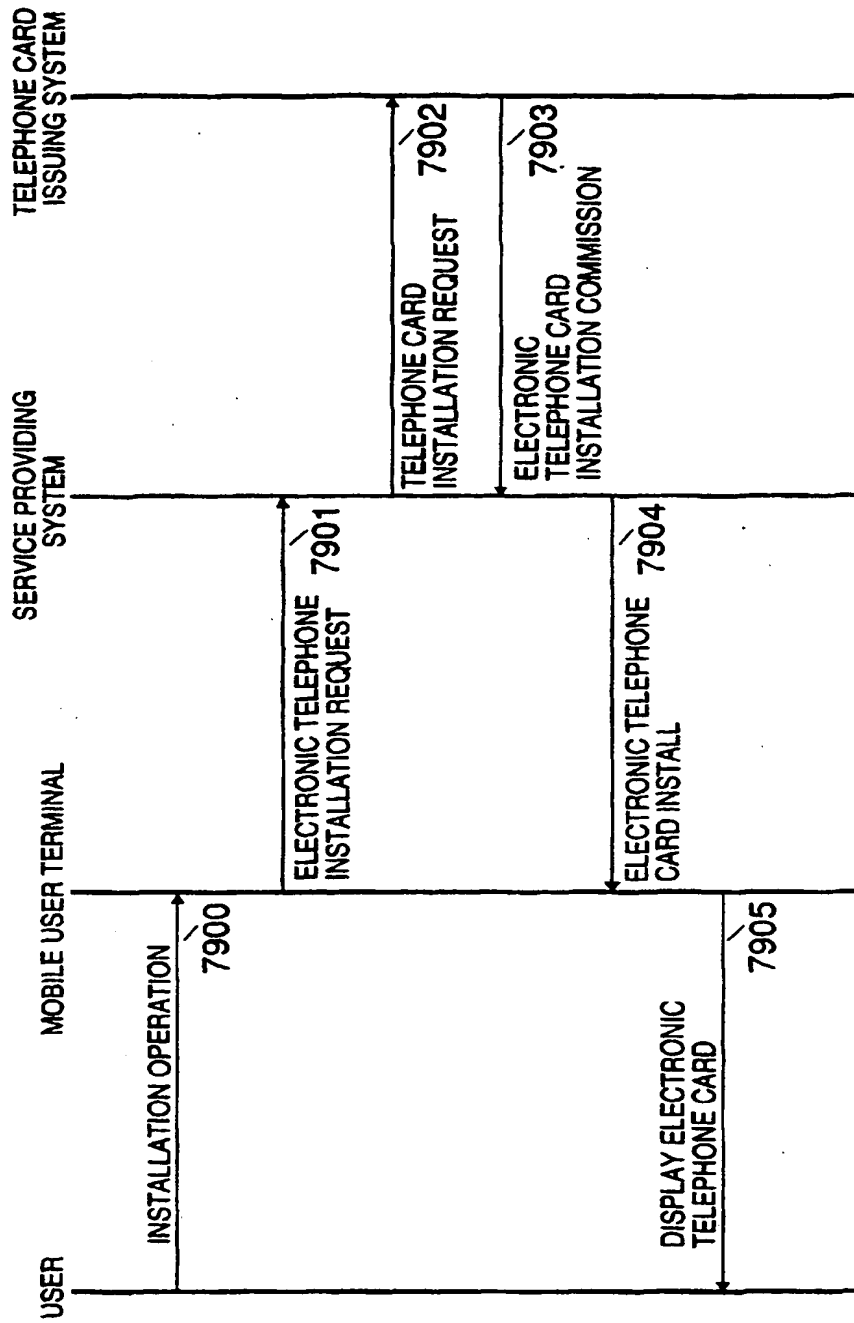 USER
MOBILE USER TERMINAL
SERVICE PROVIDING
SYSTEM
TELEPHONE CARD
ISSUING SYSTEM
INSTALLATION OPERATION
7900
ELECTRONIC TELEPHONE
INSTALLATION REQUEST
7901
TELEPHONE CARD
INSTALLATION REQUEST
7902
ELECTRONIC
TELEPHONE CARD
INSTALLATION COMMISSION
7903
ELECTRONIC TELEPHONE
CARD INSTALL
7904
DISPLAY ELECTRONIC
TELEPHONE CARD
7905